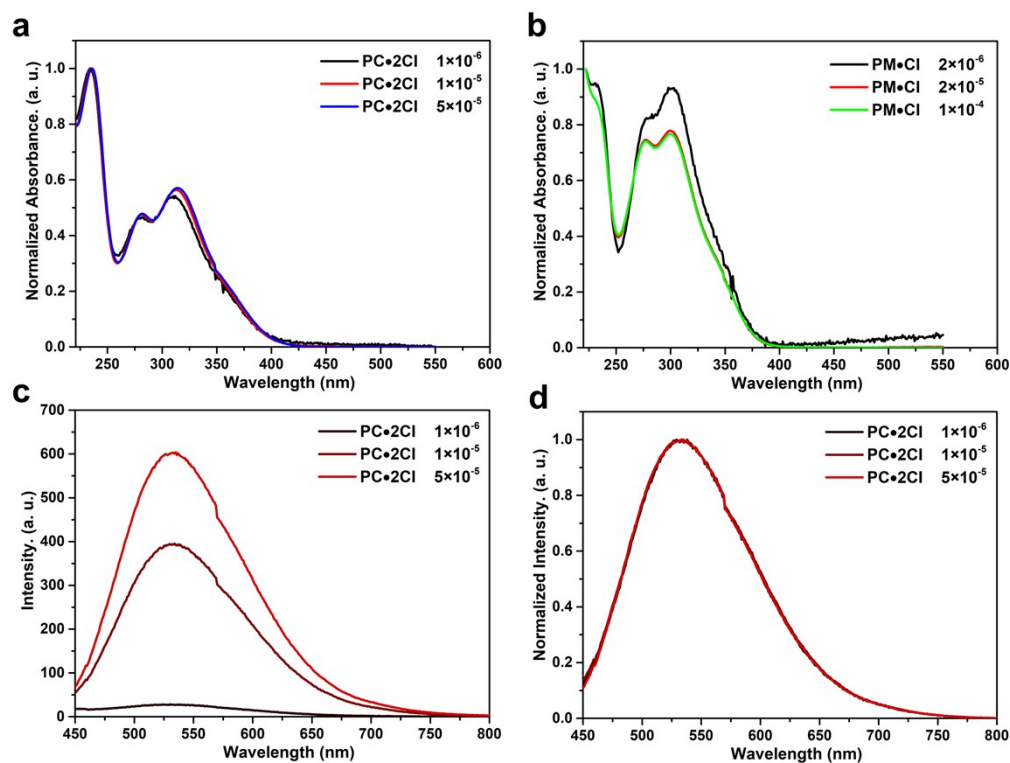 a
PC•2Cl 1×10⁻⁶
PC•2Cl 1×10⁻⁵
PC•2Cl 5×10⁻⁵
Normalized Absorbance. (a. u.)
1.0
0.8
0.6
0.4
0.2
0.0
250 300 350 400 450 500 550 600
Wavelength (nm)
b
PM•Cl 2×10⁻⁶
PM•Cl 2×10⁻⁵
PM•Cl 1×10⁻⁴
Normalized Absorbance. (a. u.)
1.0
0.8
0.6
0.4
0.2
0.0
250 300 350 400 450 500 550 600
Wavelength (nm)
c
PC•2Cl 1×10⁻⁶
PC•2Cl 1×10⁻⁵
PC•2Cl 5×10⁻⁵
Intensity. (a. u.)
700
600
500
400
300
200
100
0
450 500 550 600 650 700 750 800
Wavelength (nm)
d
PC•2Cl 1×10⁻⁶
PC•2Cl 1×10⁻⁵
PC•2Cl 5×10⁻⁵
Normalized Intensity. (a. u.)
1.0
0.8
0.6
0.4
0.2
0.0
450 500 550 600 650 700 750 800
Wavelength (nm)